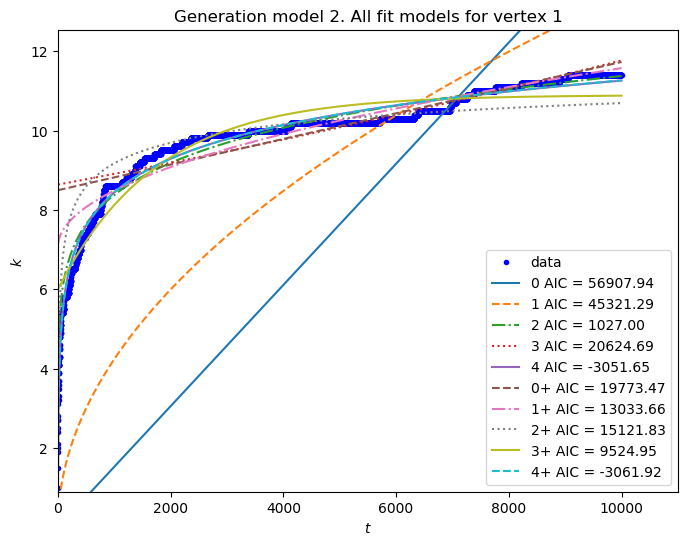 Generation model 2. All fit models for vertex 1
12
10
8
6
4
2
k
0
2000
4000
6000
8000
10000
t
data
0 AIC = 56907.94
1 AIC = 45321.29
2 AIC = 1027.00
3 AIC = 20624.69
4 AIC = -3051.65
0+ AIC = 19773.47
1+ AIC = 13033.66
2+ AIC = 15121.83
3+ AIC = 9524.95
4+ AIC = -3061.92